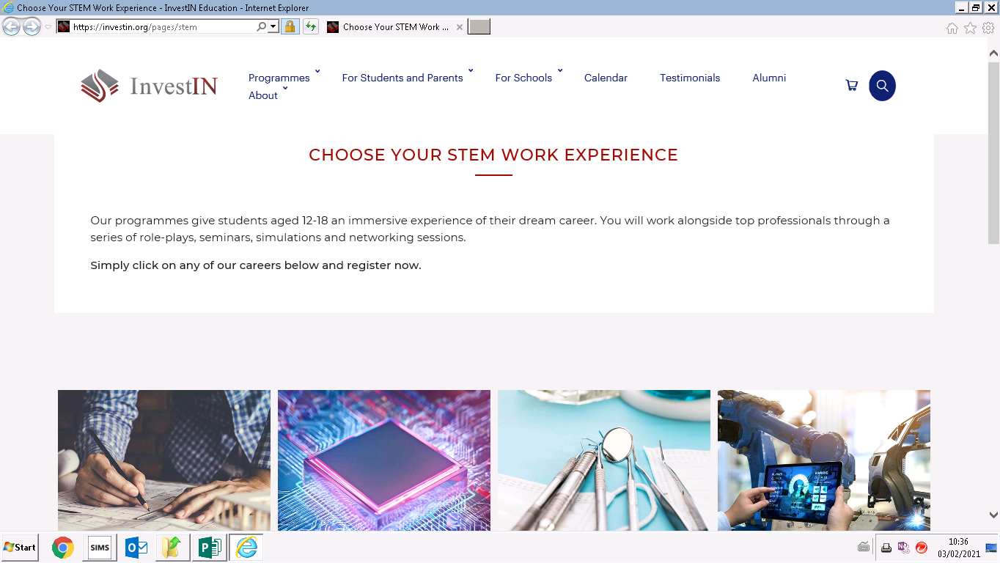 Choose Your STEM Work Experience - InvestIN Education - Internet Explorer
https://investin.org/pages/stem
Choose Your STEM Work ...
InvestIN
Programmes
For Students and Parents
For Schools
Calendar
Testimonials
Alumni
About
CHOOSE YOUR STEM WORK EXPERIENCE
Our programmes give students aged 12-18 an immersive experience of their dream career. You will work alongside top professionals through a
series of role-plays, seminars, simulations and networking sessions.
Simply click on any of our careers below and register now.
Start
SIMS
10:36
03/02/2021